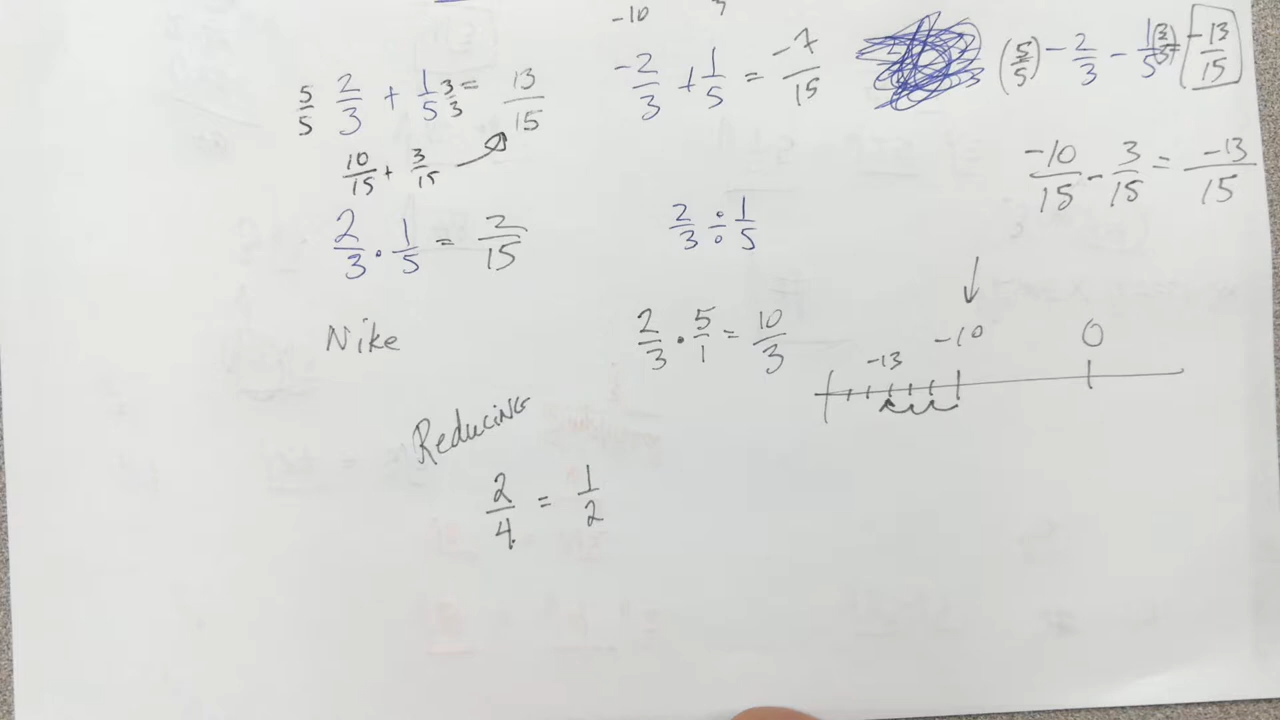 -10
5/5 2/3 + 1/5 3/3 = 13/15
10/15 + 3/15
2/3 · 1/5 = 2/15
Nike
Reducing
2/4 = 1/2
-2/3 + 1/5 = -7/15
2/3 ÷ 1/5
2/3 · 5/1 = 10/3
(5/5) -2/3 - 1/5 (3/3) = -13/15
-10/15 - 3/15 = -13/15
-13 -10 0